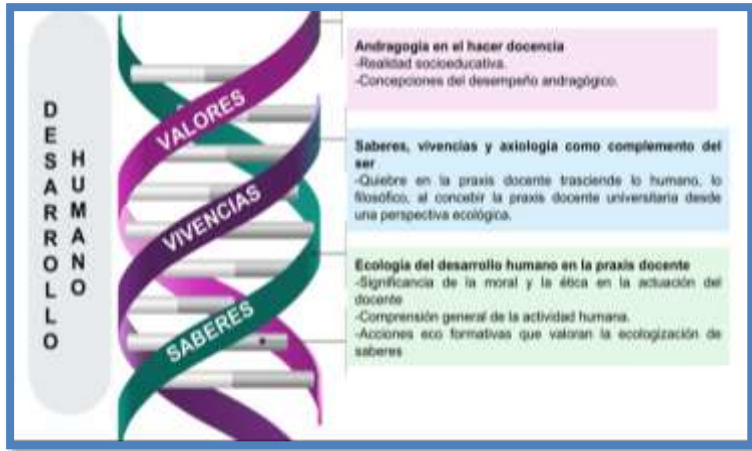 DESARROLLO
HUMANO
VALORES
VIVENCIAS
SABERES
Andragogía en el hacer docencia
-Realidad socioeducativa.
-Concepciones del desempeño andragógico.
Saberes, vivencias y axiología como complemento del
ser
-Quiebre en la praxis docente trasciende lo humano, lo
filosófico, al concebir la praxis docente universitaria desde
una perspectiva ecológica.
Ecología del desarrollo humano en la praxis docente
-Significancia de la moral y la ética en la actuación del
docente
-Comprensión general de la actividad humana.
-Acciones eco formativas que valoran la ecologización de
saberes